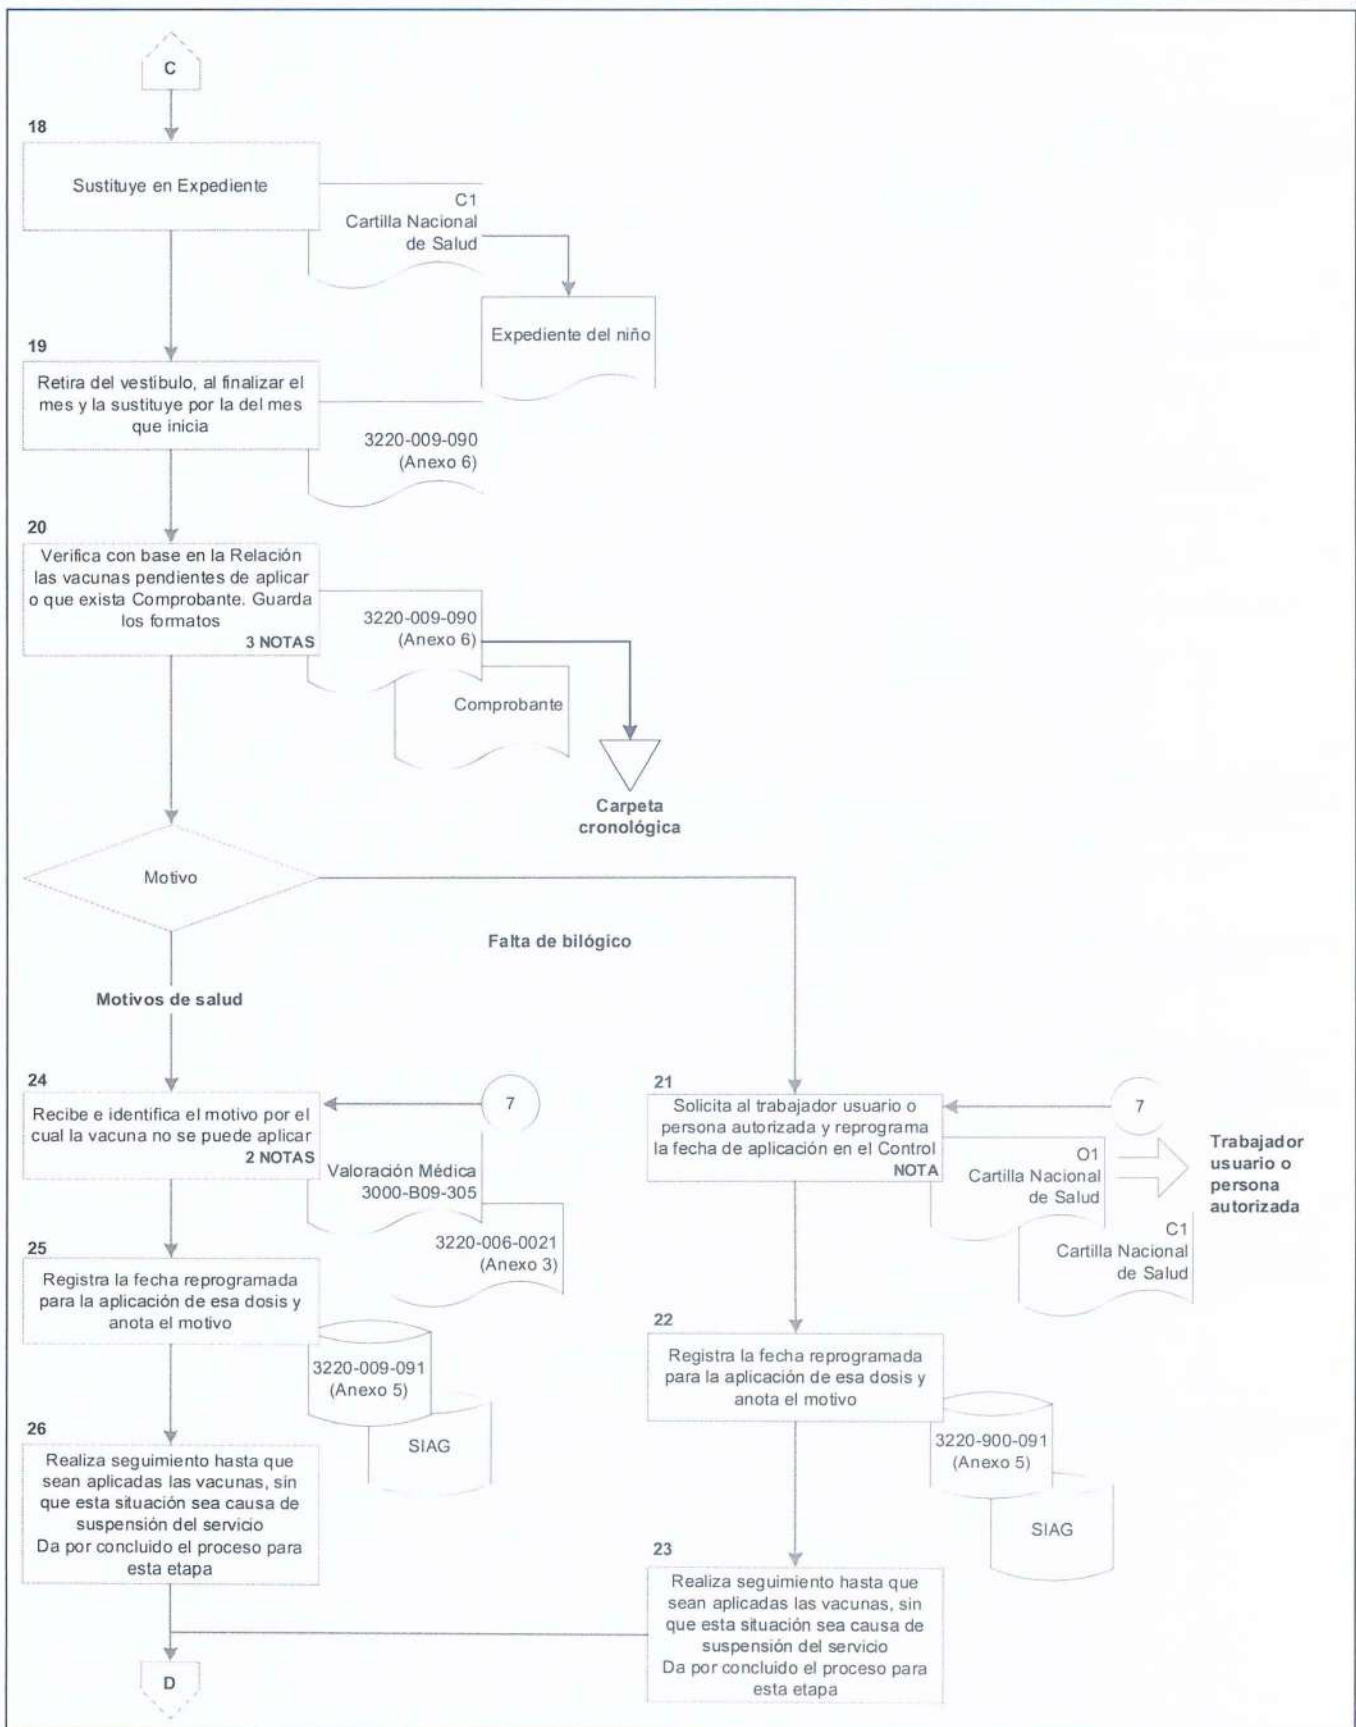 C
18
Sustituye en Expediente
C1
Cartilla Nacional
de Salud
Expediente del niño
19
Retira del vestíbulo, al finalizar el
mes y la sustituye por la del mes
que inicia
3220-009-090
(Anexo 6)
20
Verifica con base en la Relación
las vacunas pendientes de aplicar
o que exista Comprobante. Guarda
los formatos
3 NOTAS
3220-009-090
(Anexo 6)
Comprobante
Carpeta
cronológica
Motivo
Falta de bilógico
Motivos de salud
24
Recibe e identifica el motivo por el
cual la vacuna no se puede aplicar
2 NOTAS
7
Valoración Médica
3000-B09-305
3220-006-0021
(Anexo 3)
25
Registra la fecha reprogramada
para la aplicación de esa dosis y
anota el motivo
3220-009-091
(Anexo 5)
SIAG
26
Realiza seguimiento hasta que
sean aplicadas las vacunas, sin
que esta situación sea causa de
suspensión del servicio
Da por concluido el proceso para
esta etapa
21
Solicita al trabajador usuario o
persona autorizada y reprograma
la fecha de aplicación en el Control
NOTA
7
O1
Cartilla Nacional
de Salud
Trabajador
usuario o
persona
autorizada
C1
Cartilla Nacional
de Salud
22
Registra la fecha reprogramada
para la aplicación de esa dosis y
anota el motivo
3220-900-091
(Anexo 5)
SIAG
23
Realiza seguimiento hasta que
sean aplicadas las vacunas, sin
que esta situación sea causa de
suspensión del servicio
Da por concluido el proceso para
esta etapa
D